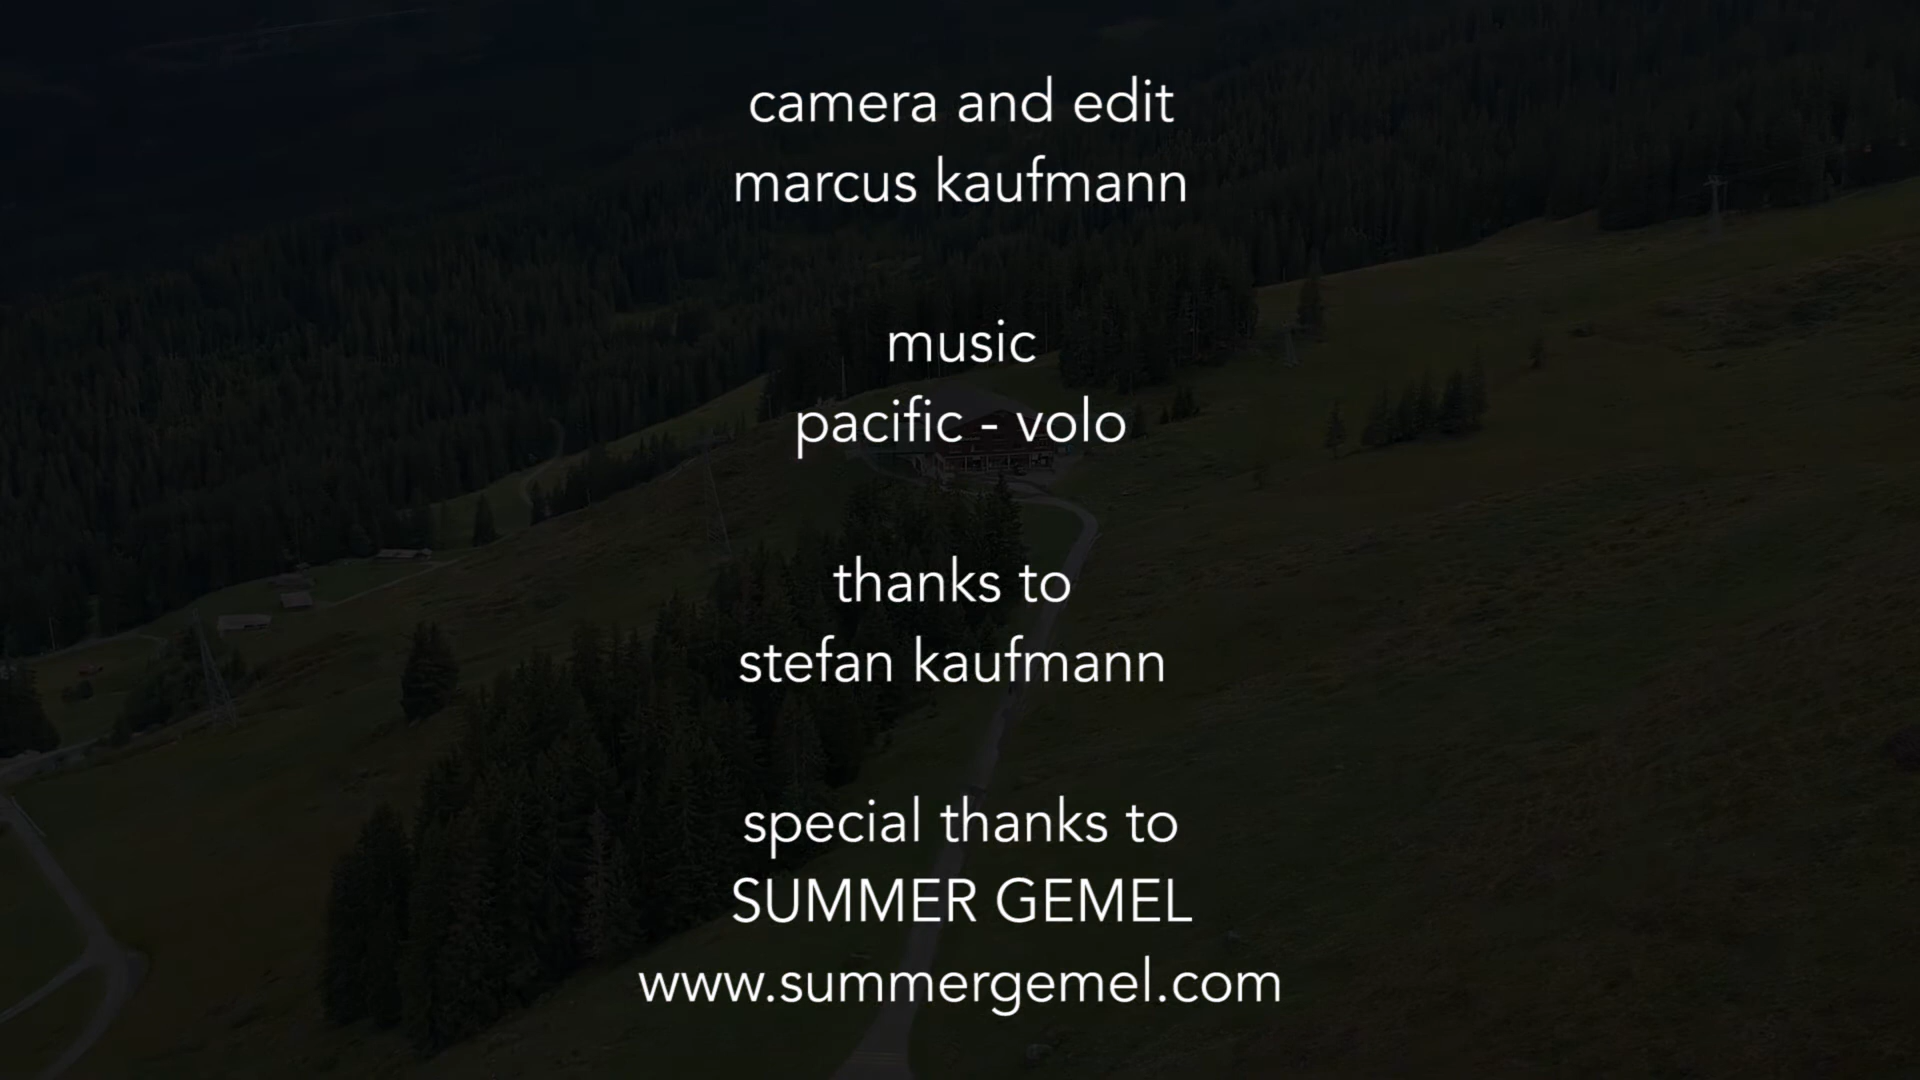 camera and edit
marcus kaufmann
music
pacific - volo
thanks to
stefan kaufmann
special thanks to
SUMMER GEMEL
www.summergemel.com